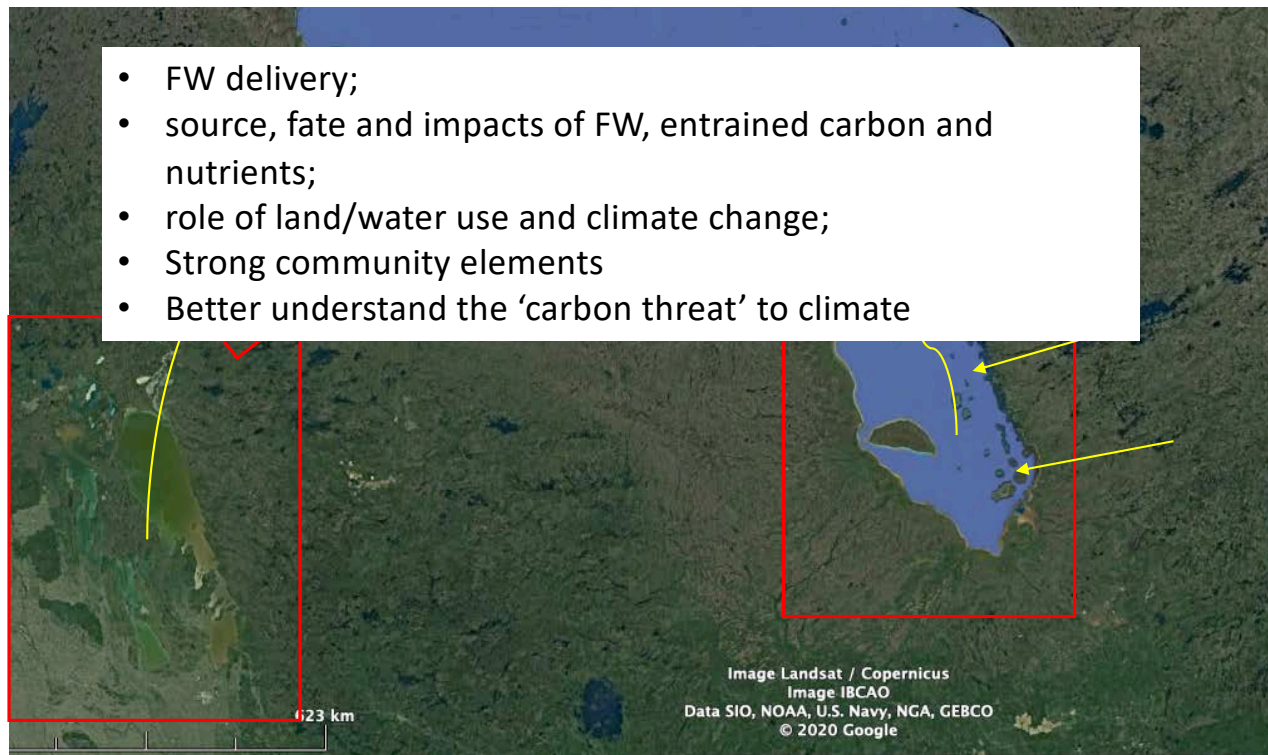 • FW delivery;
• source, fate and impacts of FW, entrained carbon and
nutrients;
• role of land/water use and climate change;
• Strong community elements
• Better understand the ‘carbon threat’ to climate
623 km
Image Landsat / Copernicus
Image IBCAO
Data SIO, NOAA, U.S. Navy, NGA, GEBCO
© 2020 Google